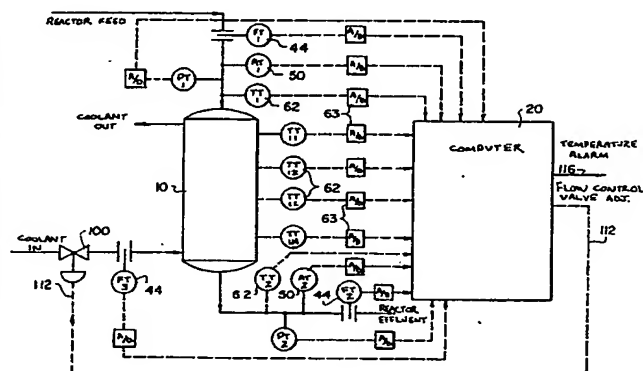 REACTOR FEED
FT 1
44
A/D
A/D
PT 1
AT 1
50
A/D
TT 1
62
A/D
63
COOLANT OUT
TT 11
A/D
20
COMPUTER
TEMPERATURE ALARM
116
FLOW CONTROL VALVE ADJ.
10
TT 12
62
A/D
TT 13
A/D
63
112
100
COOLANT IN
TT 14
A/D
112
FT 3
44
TT 2
62
AT 2
50
A/D
FT 2
44
A/D
REACTOR EFFLUENT
A/D
PT 2
A/D